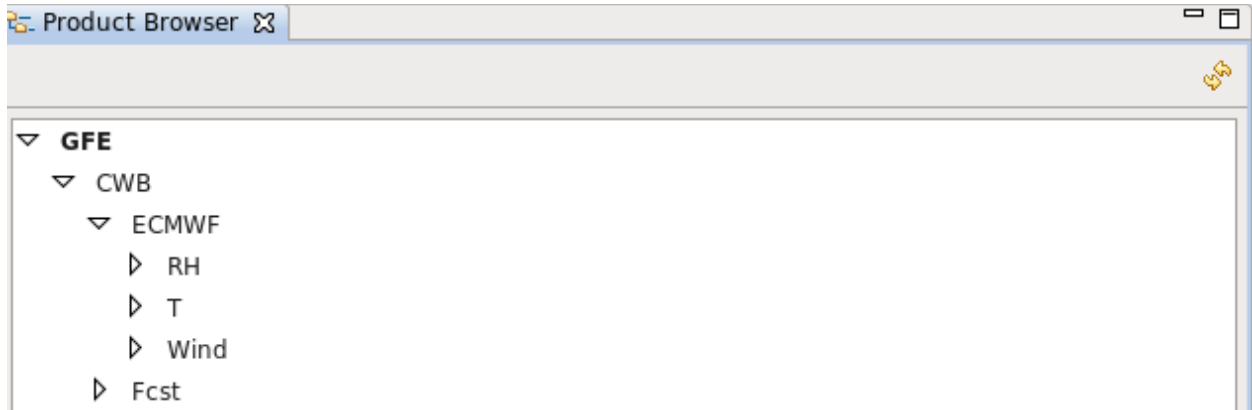 Product Browser
GFE
CWB
ECMWF
RH
T
Wind
Fcst